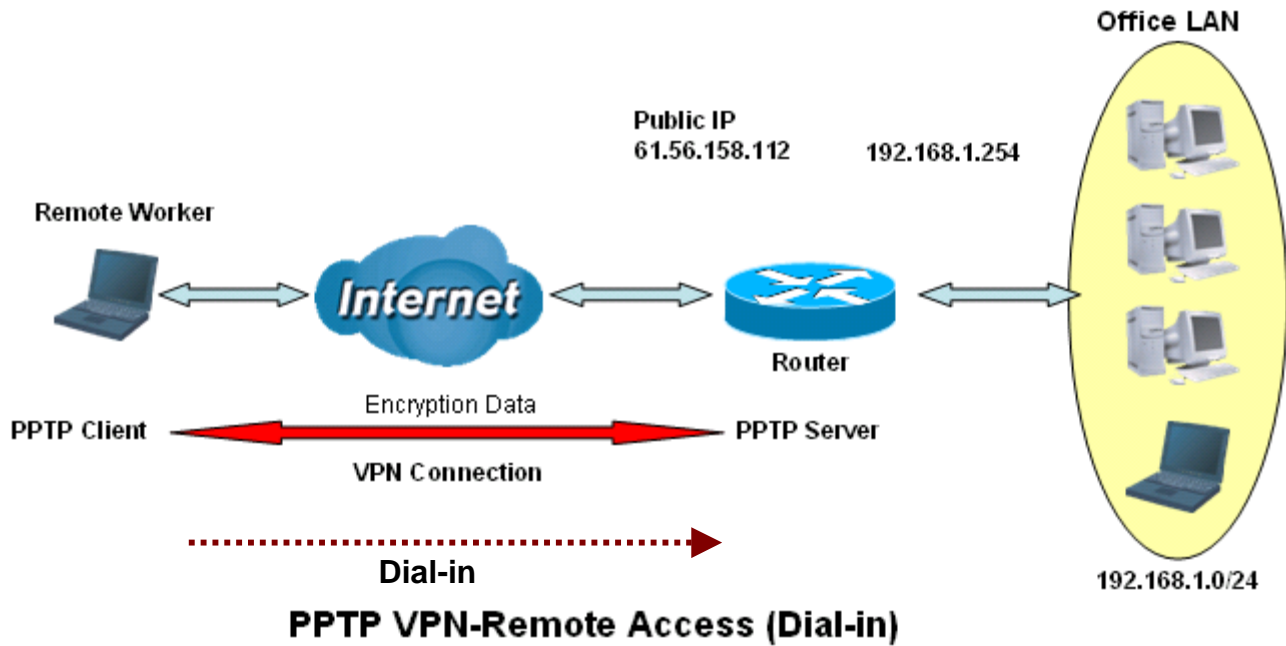 Office LAN
Public IP
61.56.158.112
192.168.1.254
Remote Worker
Internet
Router
Encryption Data
PPTP Client
PPTP Server
VPN Connection
Dial-in
192.168.1.0/24
PPTP VPN-Remote Access (Dial-in)